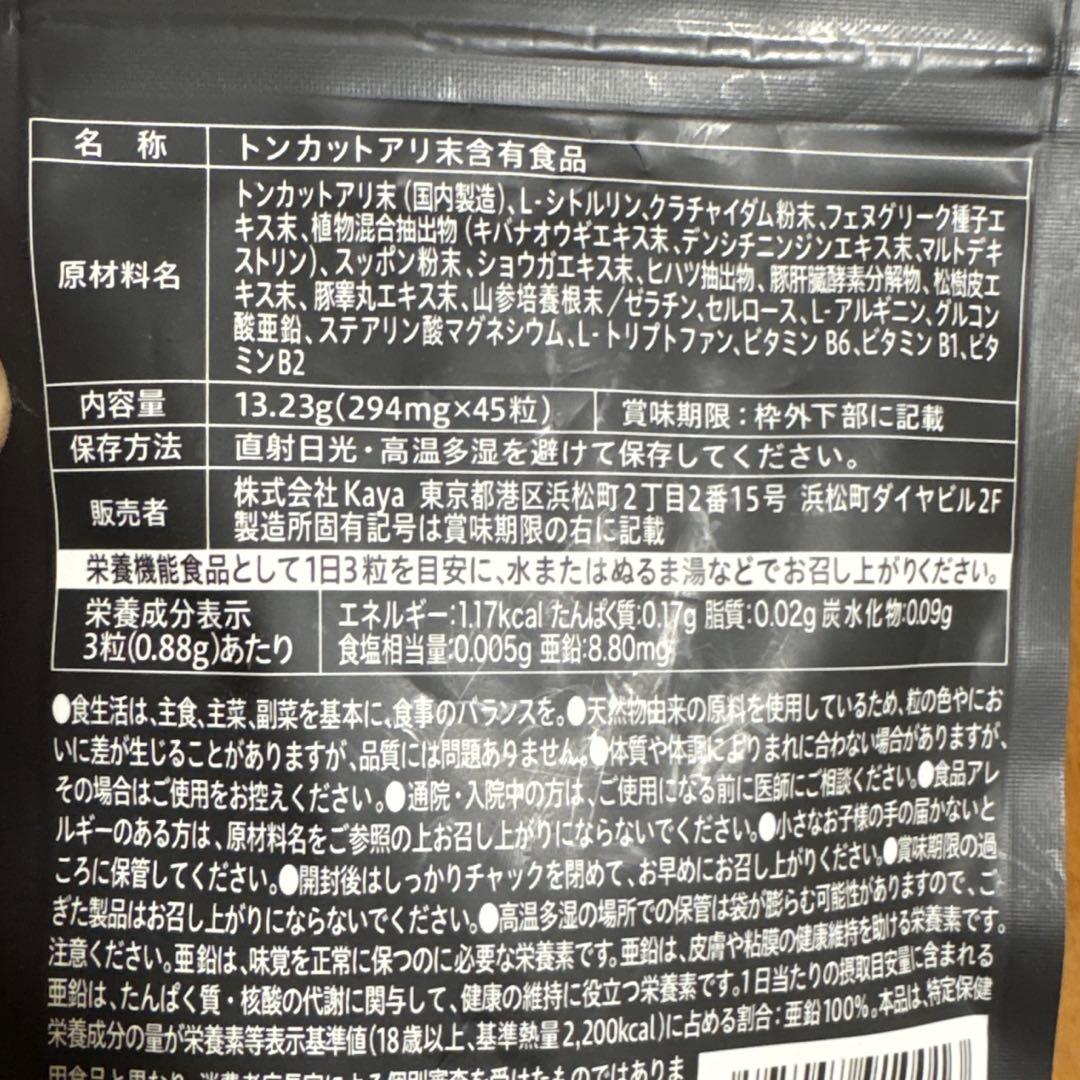 名称 トンカットアリ末含有食品
原材料名 トンカットアリ末（国内製造）、L-シトルリン、クラチャイダム粉末、フェヌグリーク種子エ
キス末、植物混合抽出物（キバナオウギエキス末、デンシチニンジンエキス末、マルトデキ
ストリン）、スッポン粉末、ショウガエキス末、ヒハツ抽出物、豚肝臓酵素分解物、松樹皮エ
キス末、豚睾丸エキス末、山参培養根末/ゼラチン、セルロース、L-アルギニン、グルコン
酸亜鉛、ステアリン酸マグネシウム、L-トリプトファン、ビタミンB6、ビタミンB1、ビタ
ミンB2
内容量 13.23g(294mg×45粒) 賞味期限：枠外下部に記載
保存方法 直射日光・高温多湿を避けて保存してください。
販売者 株式会社Kaya 東京都港区浜松町2丁目2番15号 浜松町ダイヤビル2F
製造所固有記号は賞味期限の右に記載
栄養機能食品として1日3粒を目安に、水またはぬるま湯などでお召し上がりください。
栄養成分表示 エネルギー:1.17kcal たんぱく質:0.17g 脂質:0.02g 炭水化物:0.09g
3粒(0.88g)あたり 食塩相当量:0.005g 亜鉛:8.80mg
●食生活は、主食、主菜、副菜を基本に、食事のバランスを。●天然物由来の原料を使用しているため、粒の色やにお
いに差が生じることがありますが、品質には問題ありません。●体質や体調によりまれに合わない場合がありますが、
その場合はご使用をお控えください。●通院・入院中の方は、ご使用になる前に医師にご相談ください。●食品アレ
ルギーのある方は、原材料名をご参照の上お召し上がりにならないでください。●小さなお子様の手の届かないと
ころに保管してください。●開封後はしっかりチャックを閉めて、お早めにお召し上がりください。●賞味期限の過
ぎた製品はお召し上がりにならないでください。●高温多湿の場所での保管は袋が膨らむ可能性がありますので、ご
注意ください。亜鉛は、味覚を正常に保つのに必要な栄養素です。亜鉛は、皮膚や粘膜の健康維持を助ける栄養素です。
亜鉛は、たんぱく質・核酸の代謝に関与して、健康の維持に役立つ栄養素です。1日当たりの摂取目安量に含まれる
栄養成分の量が栄養素等表示基準値(18歳以上、基準熱量2,200kcal)に占める割合：亜鉛100%。本品は、特定保健
用食品と異なり、消費者庁長官による個別審査を受けたものではありま